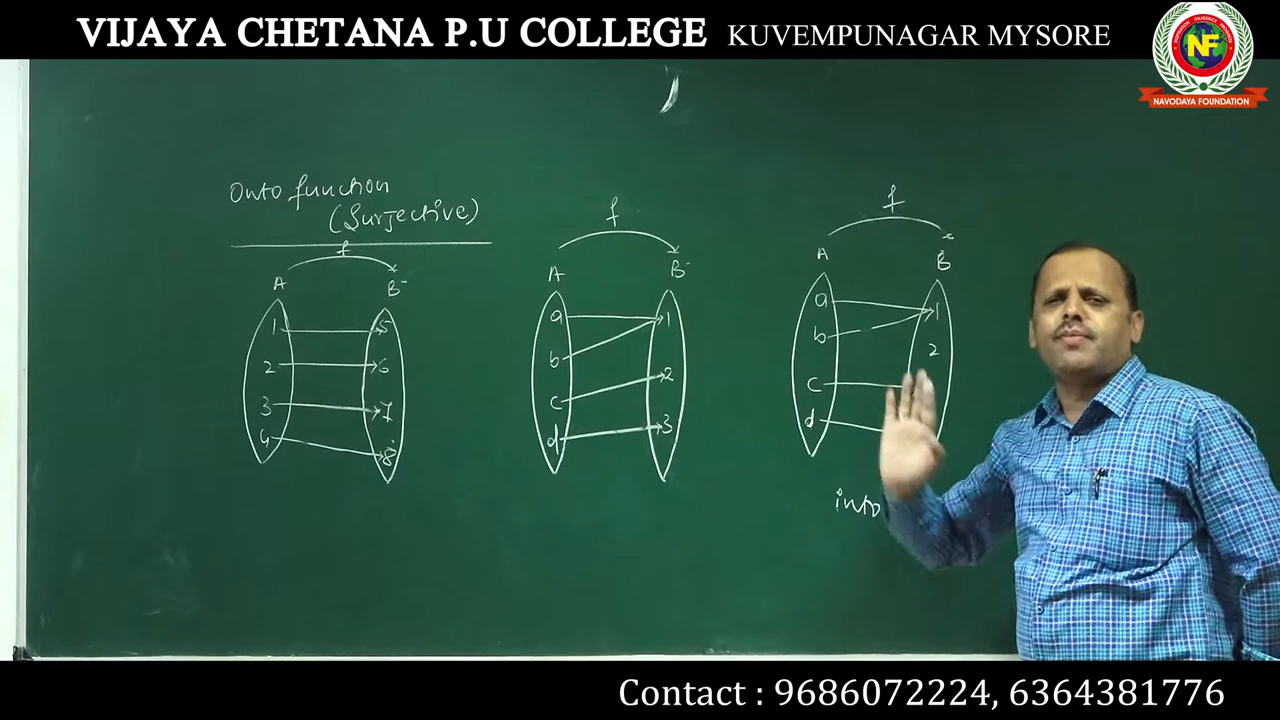 VIJAYA CHETANA P.U COLLEGE KUVEMPUNAGAR MYSORE
NF
NAVODAYA FOUNDATION
Onto function
(Surjective)
f
A B
1 5
2 6
3 7
4 8
f
A B
a 1
b
c 2
d 3
f
A B
a 1
b 2
c
d
into
Contact : 9686072224, 6364381776